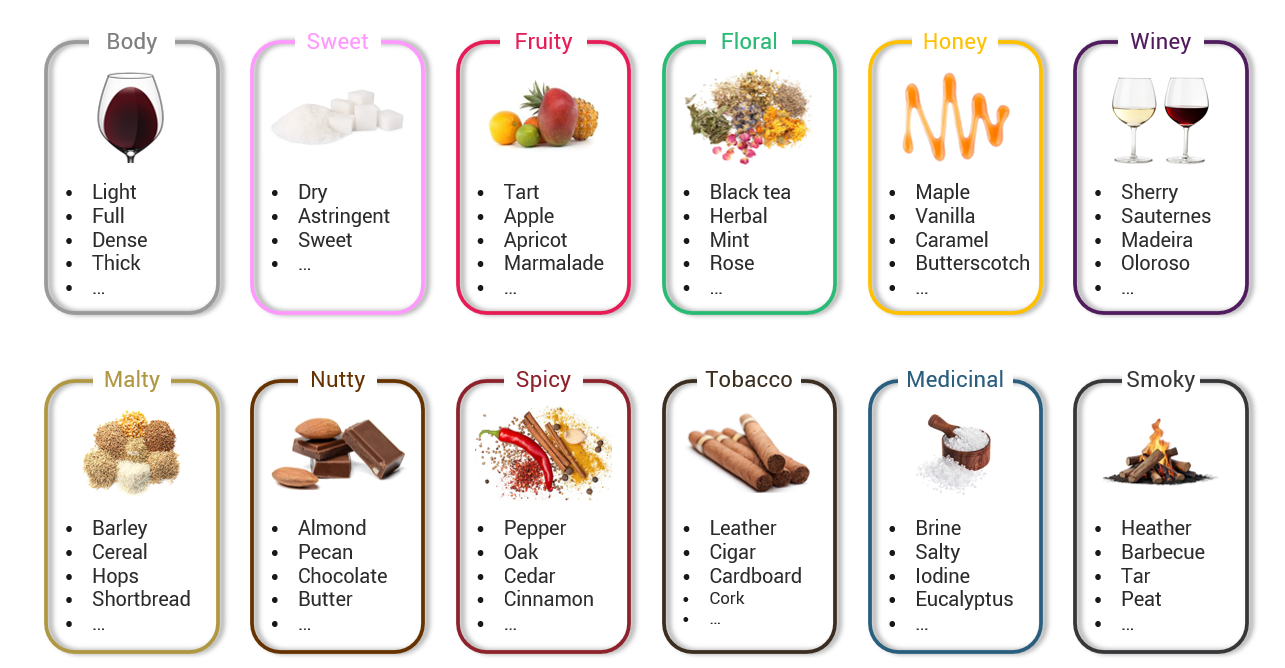 Body
• Light
• Full
• Dense
• Thick
• ...
Sweet
• Dry
• Astringent
• Sweet
• ...
Fruity
• Tart
• Apple
• Apricot
• Marmalade
• ...
Floral
• Black tea
• Herbal
• Mint
• Rose
• ...
Honey
• Maple
• Vanilla
• Caramel
• Butterscotch
• ...
Winey
• Sherry
• Sauternes
• Madeira
• Oloroso
• ...
Malty
• Barley
• Cereal
• Hops
• Shortbread
• ...
Nutty
• Almond
• Pecan
• Chocolate
• Butter
• ...
Spicy
• Pepper
• Oak
• Cedar
• Cinnamon
• ...
Tobacco
• Leather
• Cigar
• Cardboard
• Cork
• ...
Medicinal
• Brine
• Salty
• Iodine
• Eucalyptus
• ...
Smoky
• Heather
• Barbecue
• Tar
• Peat
• ...